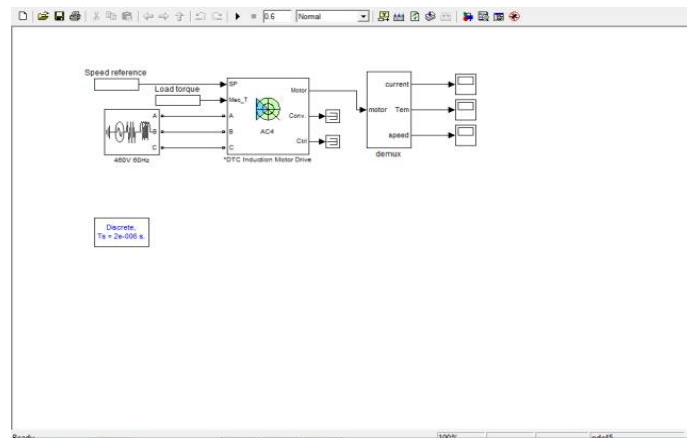 0.6
Normal
Speed reference
SP
Load torque
Mec_T
Motor
A
A
B
B
C
C
Conv.
AC4
Ctrl
460V 60Hz
*DTC Induction Motor Drive
current
motor
Tem
speed
demux
Discrete,
Ts = 2e-006 s.
Ready
100%
ode45